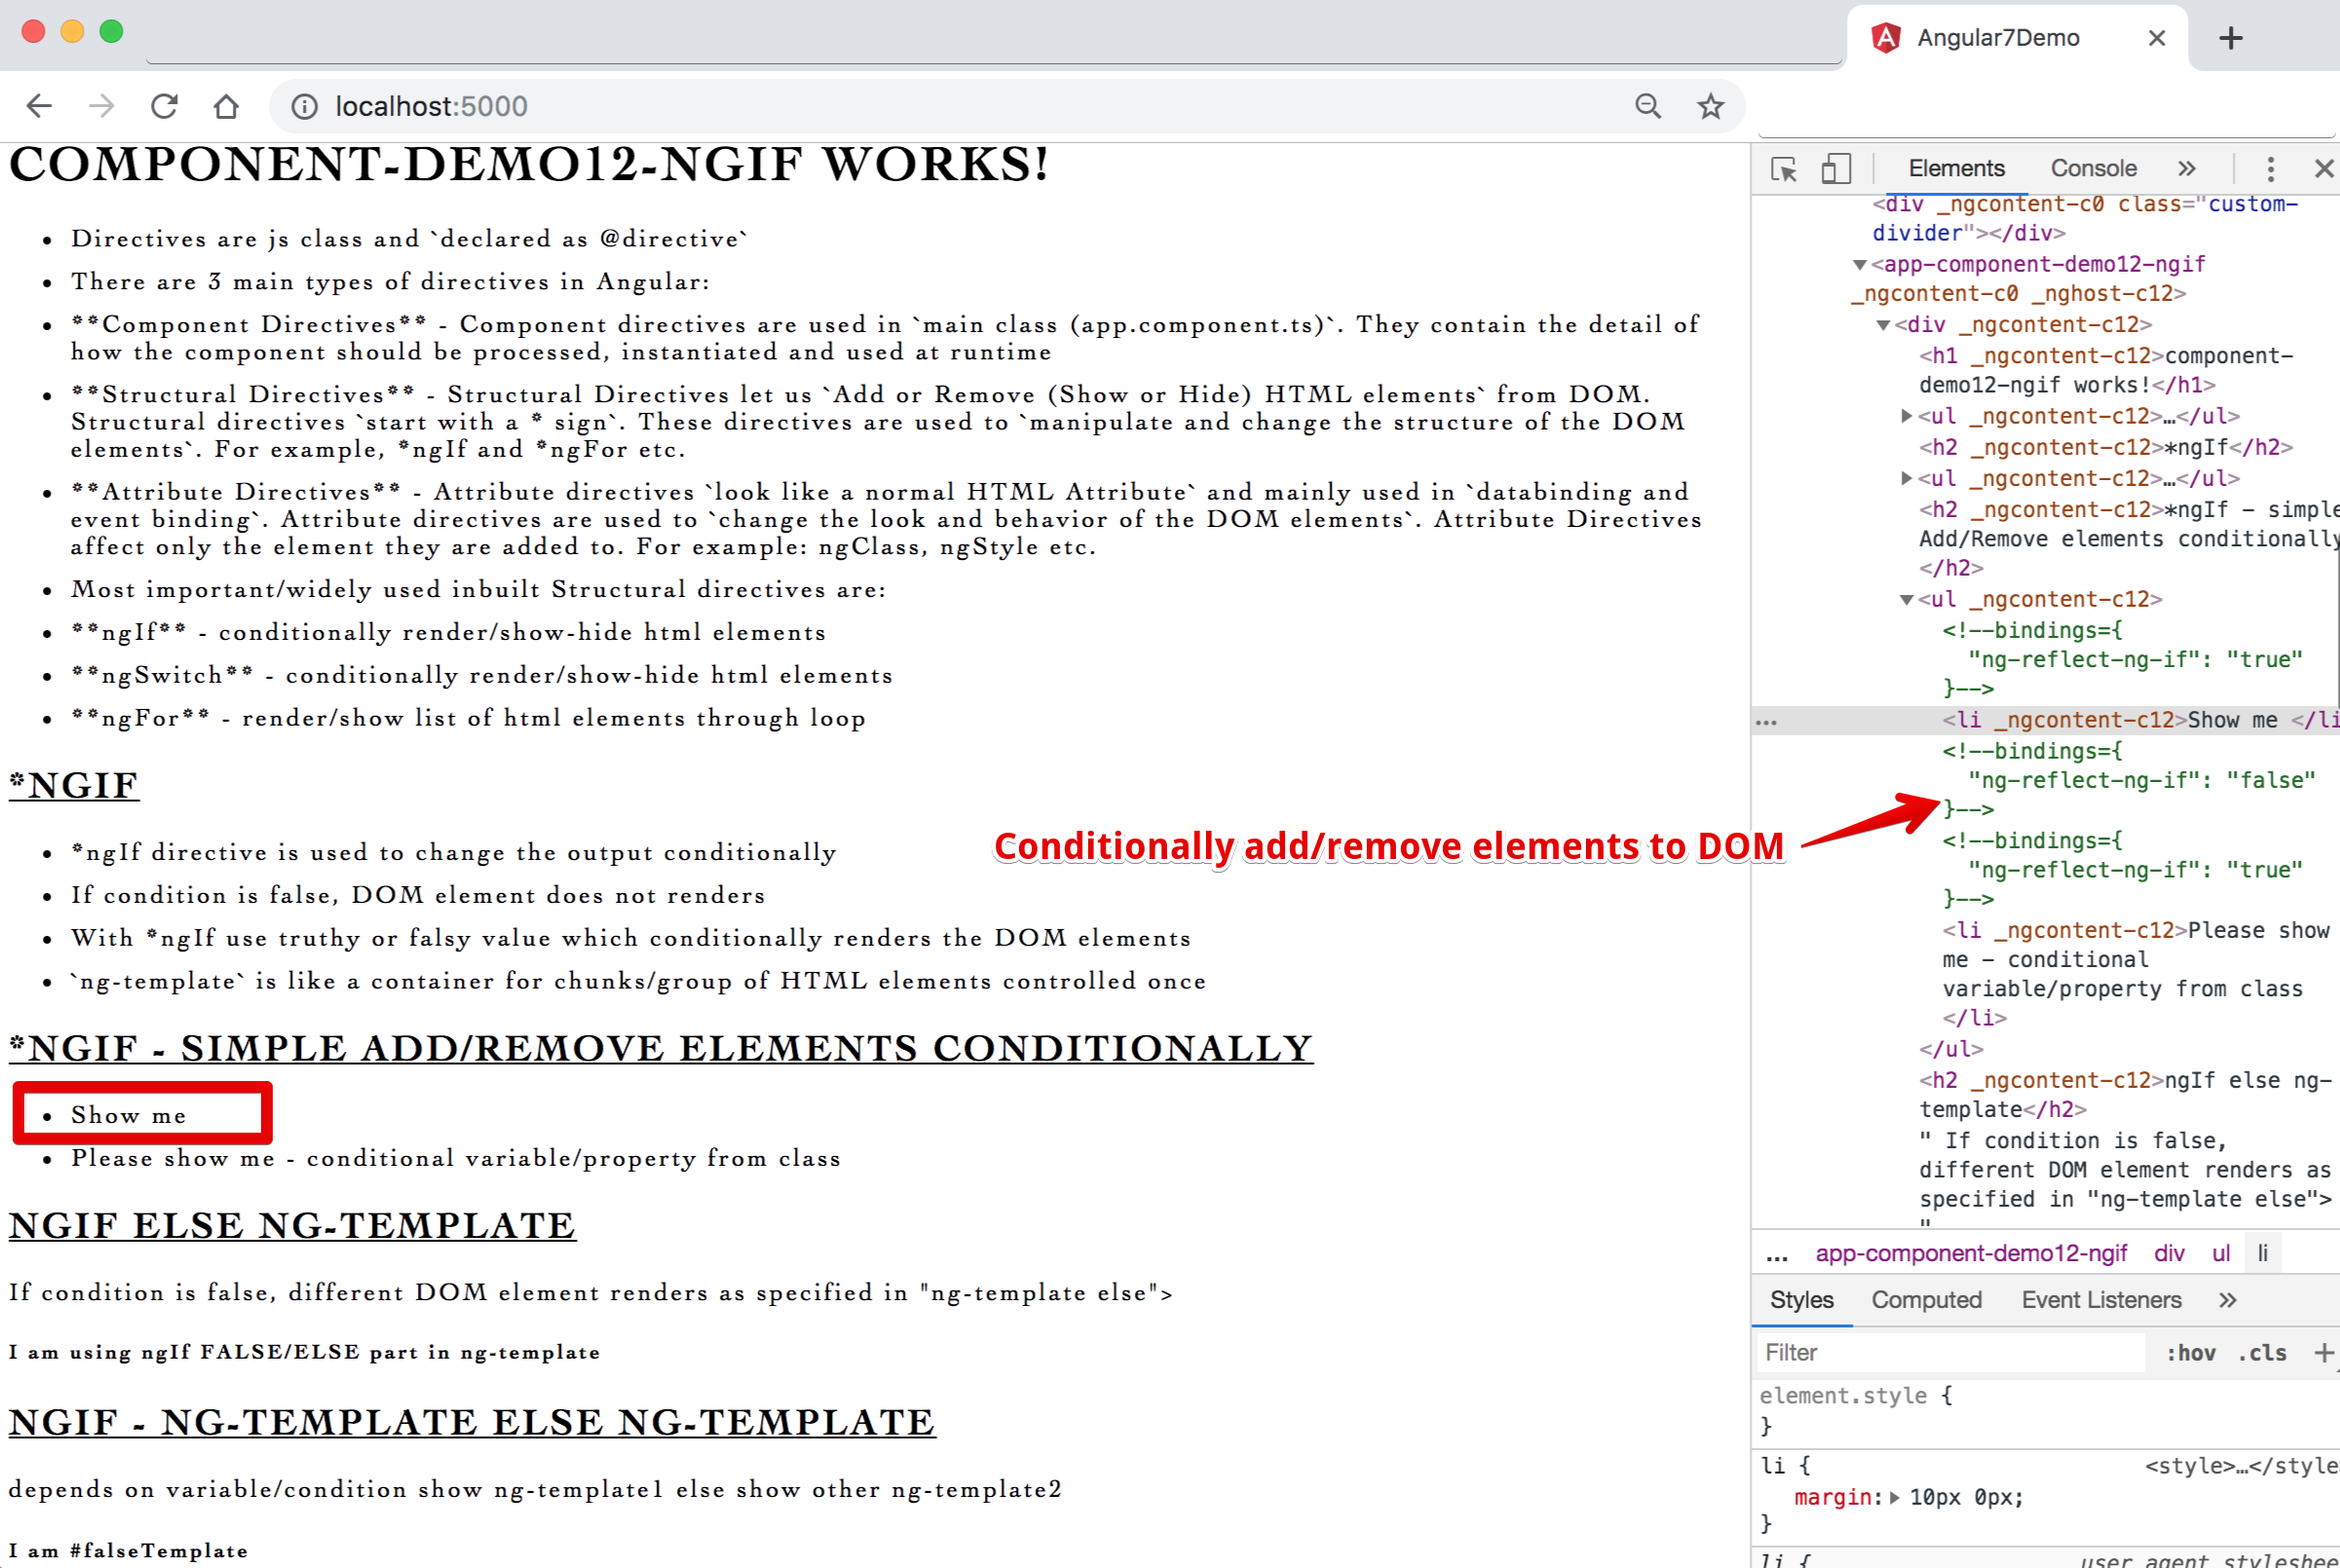 Angular7Demo
localhost:5000
COMPONENT-DEMO12-NGIF WORKS!
• Directives are js class and `declared as @directive`
• There are 3 main types of directives in Angular:
• **Component Directives** - Component directives are used in `main class (app.component.ts)`. They contain the detail of
how the component should be processed, instantiated and used at runtime
• **Structural Directives** - Structural Directives let us `Add or Remove (Show or Hide) HTML elements` from DOM.
Structural directives `start with a * sign`. These directives are used to `manipulate and change the structure of the DOM
elements`. For example, *ngIf and *ngFor etc.
• **Attribute Directives** - Attribute directives `look like a normal HTML Attribute` and mainly used in `databinding and
event binding`. Attribute directives are used to `change the look and behavior of the DOM elements`. Attribute Directives
affect only the element they are added to. For example: ngClass, ngStyle etc.
• Most important/widely used inbuilt Structural directives are:
• **ngIf** - conditionally render/show-hide html elements
• **ngSwitch** - conditionally render/show-hide html elements
• **ngFor** - render/show list of html elements through loop
*NGIF
• *ngIf directive is used to change the output conditionally
• If condition is false, DOM element does not renders
• With *ngIf use truthy or falsy value which conditionally renders the DOM elements
• `ng-template` is like a container for chunks/group of HTML elements controlled once
*NGIF - SIMPLE ADD/REMOVE ELEMENTS CONDITIONALLY
• Show me
• Please show me - conditional variable/property from class
NGIF ELSE NG-TEMPLATE
If condition is false, different DOM element renders as specified in "ng-template else">
I am using ngIf FALSE/ELSE part in ng-template
NGIF - NG-TEMPLATE ELSE NG-TEMPLATE
depends on variable/condition show ng-template1 else show other ng-template2
I am #falseTemplate
Conditionally add/remove elements to DOM
Elements Console »
<div _ngcontent-c0 class="custom-
divider"></div>
▼<app-component-demo12-ngif
_ngcontent-c0 _nghost-c12>
▼<div _ngcontent-c12>
<h1 _ngcontent-c12>component-
demo12-ngif works!</h1>
▶<ul _ngcontent-c12>…</ul>
<h2 _ngcontent-c12>*ngIf</h2>
▶<ul _ngcontent-c12>…</ul>
<h2 _ngcontent-c12>*ngIf - simple
Add/Remove elements conditionally
</h2>
▼<ul _ngcontent-c12>
<!--bindings={
"ng-reflect-ng-if": "true"
}-->
... <li _ngcontent-c12>Show me </li
<!--bindings={
"ng-reflect-ng-if": "false"
}-->
<!--bindings={
"ng-reflect-ng-if": "true"
}-->
<li _ngcontent-c12>Please show
me - conditional
variable/property from class
</li>
</ul>
<h2 _ngcontent-c12>ngIf else ng-
template</h2>
" If condition is false,
different DOM element renders as
specified in "ng-template else">
"
... app-component-demo12-ngif div ul li
Styles Computed Event Listeners »
Filter :hov .cls +
element.style {
}
li { <style>…</style
margin:▶ 10px 0px;
}
li { user agent styleshee